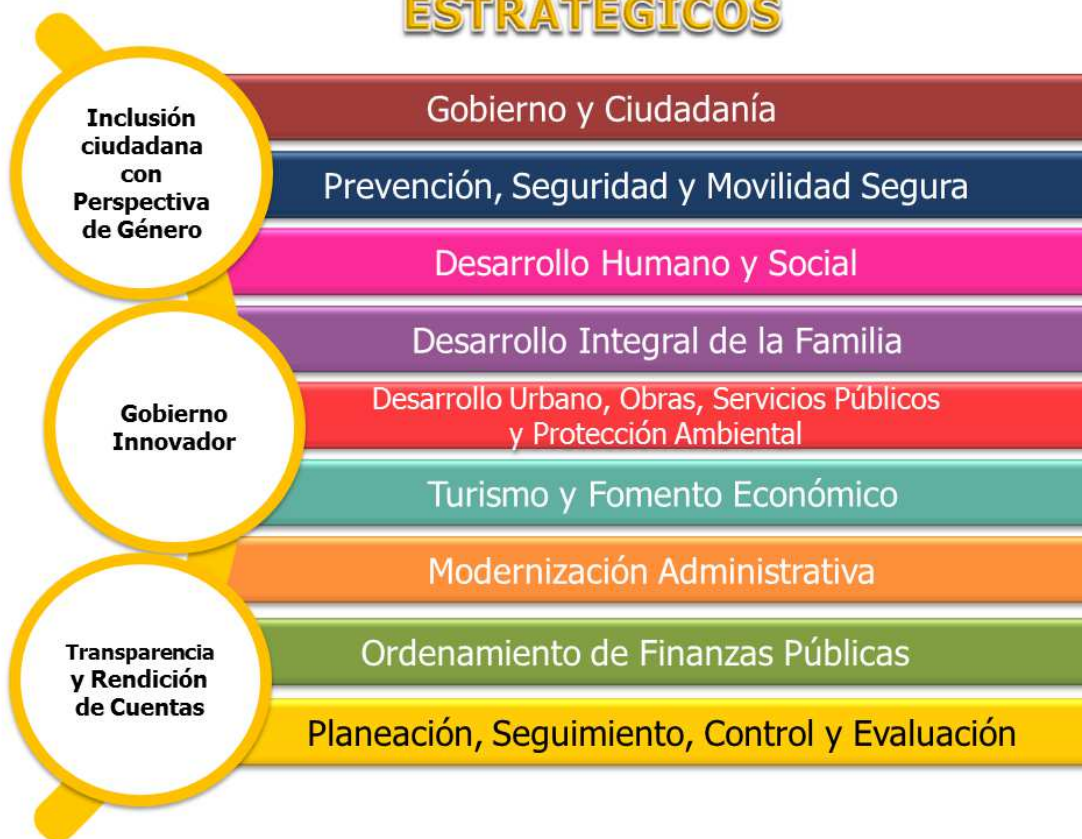 ESTRATÉGICOS
Inclusión
ciudadana
con
Perspectiva
de Género
Gobierno y Ciudadanía
Prevención, Seguridad y Movilidad Segura
Desarrollo Humano y Social
Gobierno
Innovador
Desarrollo Integral de la Familia
Desarrollo Urbano, Obras, Servicios Públicos
y Protección Ambiental
Turismo y Fomento Económico
Transparencia
y Rendición
de Cuentas
Modernización Administrativa
Ordenamiento de Finanzas Públicas
Planeación, Seguimiento, Control y Evaluación